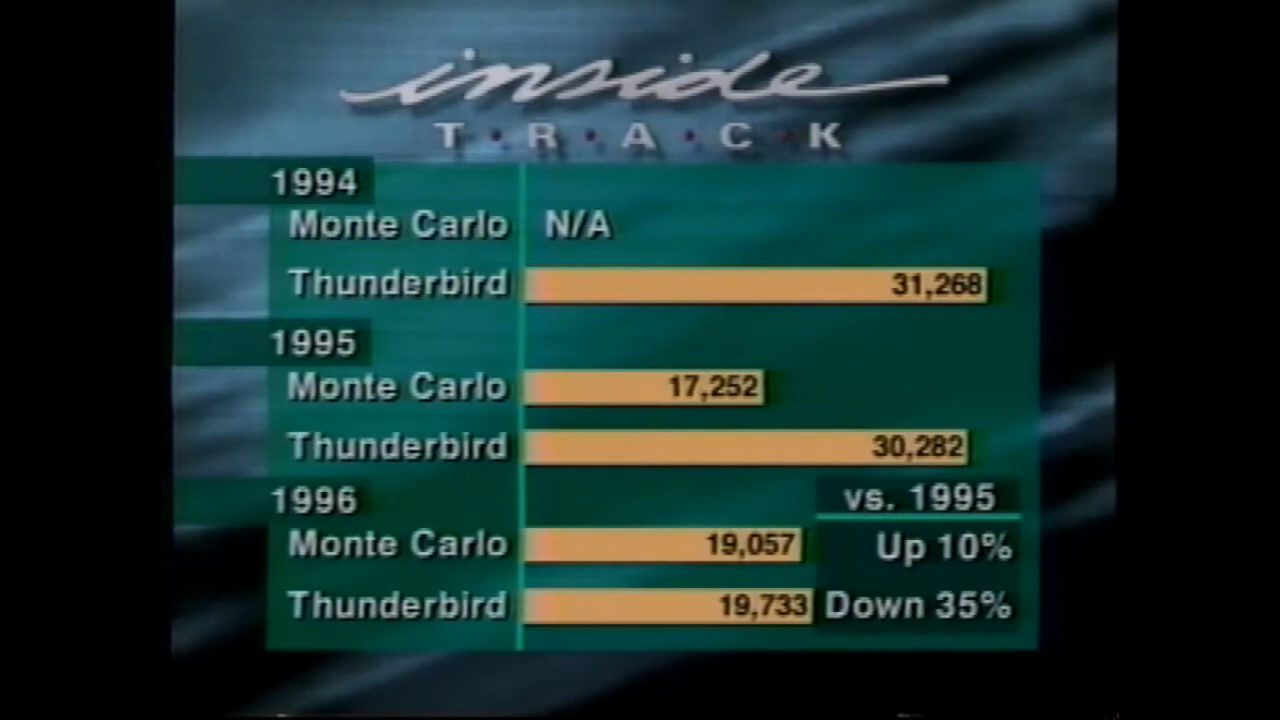 inside
T·R·A·C·K
1994
Monte Carlo N/A
Thunderbird 31,268
1995
Monte Carlo 17,252
Thunderbird 30,282
1996 vs. 1995
Monte Carlo 19,057 Up 10%
Thunderbird 19,733 Down 35%